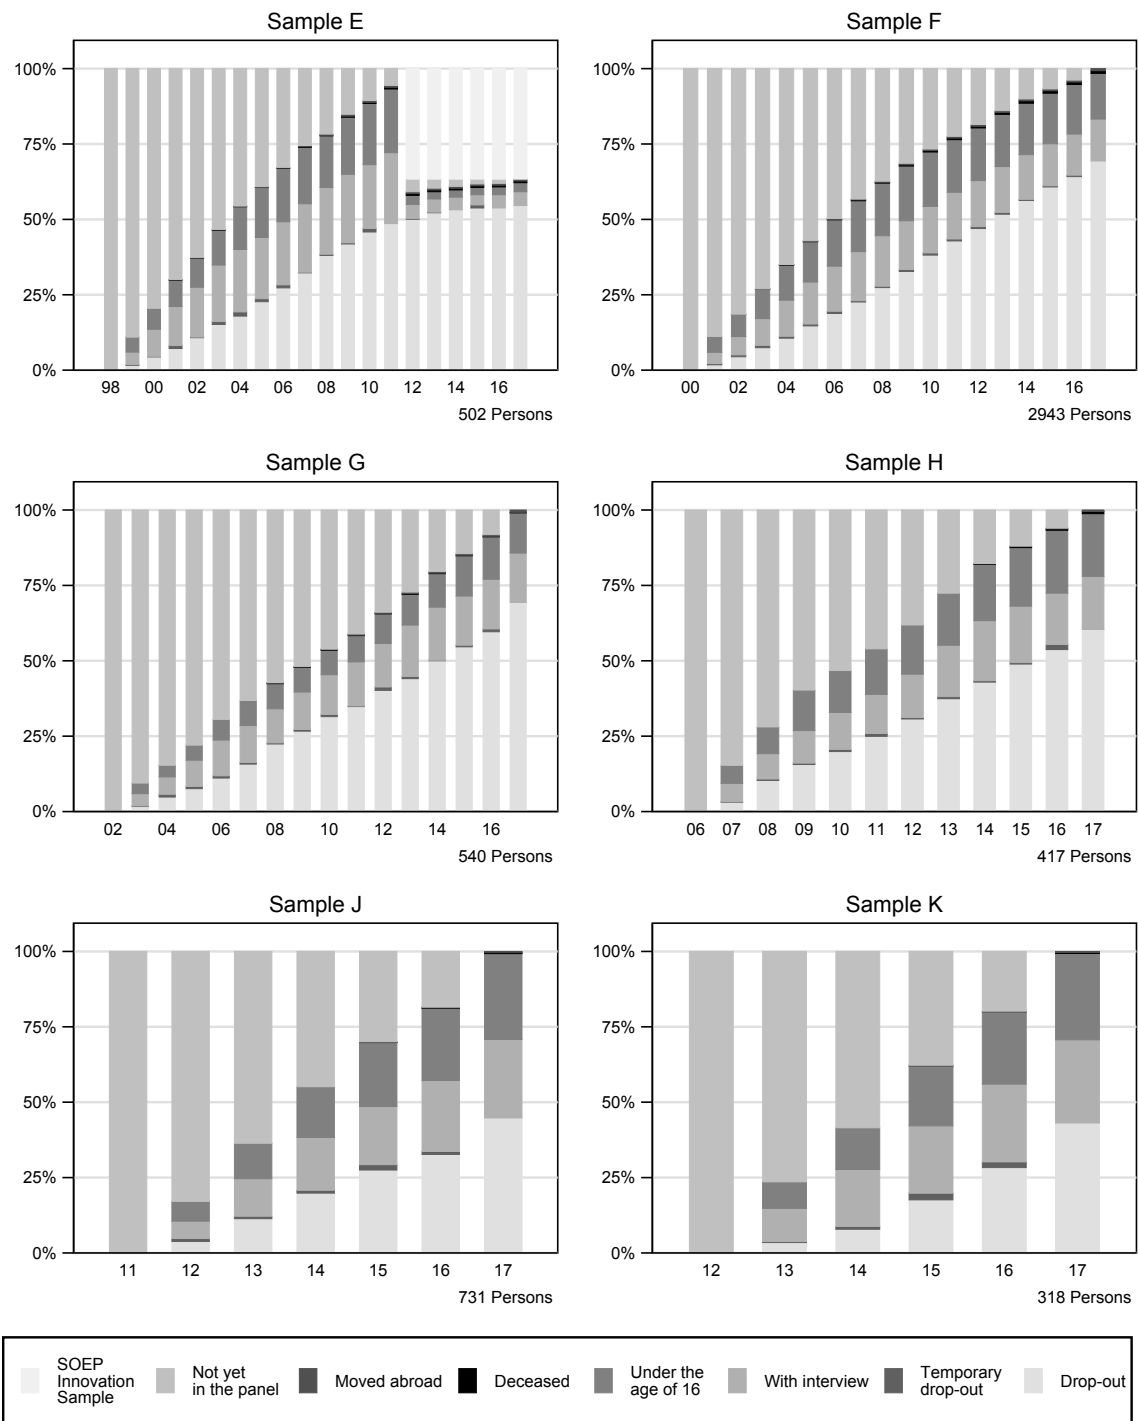 Sample E
100%
75%
50%
25%
0%
98 00 02 04 06 08 10 12 14 16
502 Persons
Sample F
100%
75%
50%
25%
0%
00 02 04 06 08 10 12 14 16
2943 Persons
Sample G
100%
75%
50%
25%
0%
02 04 06 08 10 12 14 16
540 Persons
Sample H
100%
75%
50%
25%
0%
06 07 08 09 10 11 12 13 14 15 16 17
417 Persons
Sample J
100%
75%
50%
25%
0%
11 12 13 14 15 16 17
731 Persons
Sample K
100%
75%
50%
25%
0%
12 13 14 15 16 17
318 Persons
SOEP
Innovation
Sample
Not yet
in the panel
Moved abroad
Deceased
Under the
age of 16
With interview
Temporary
drop-out
Drop-out